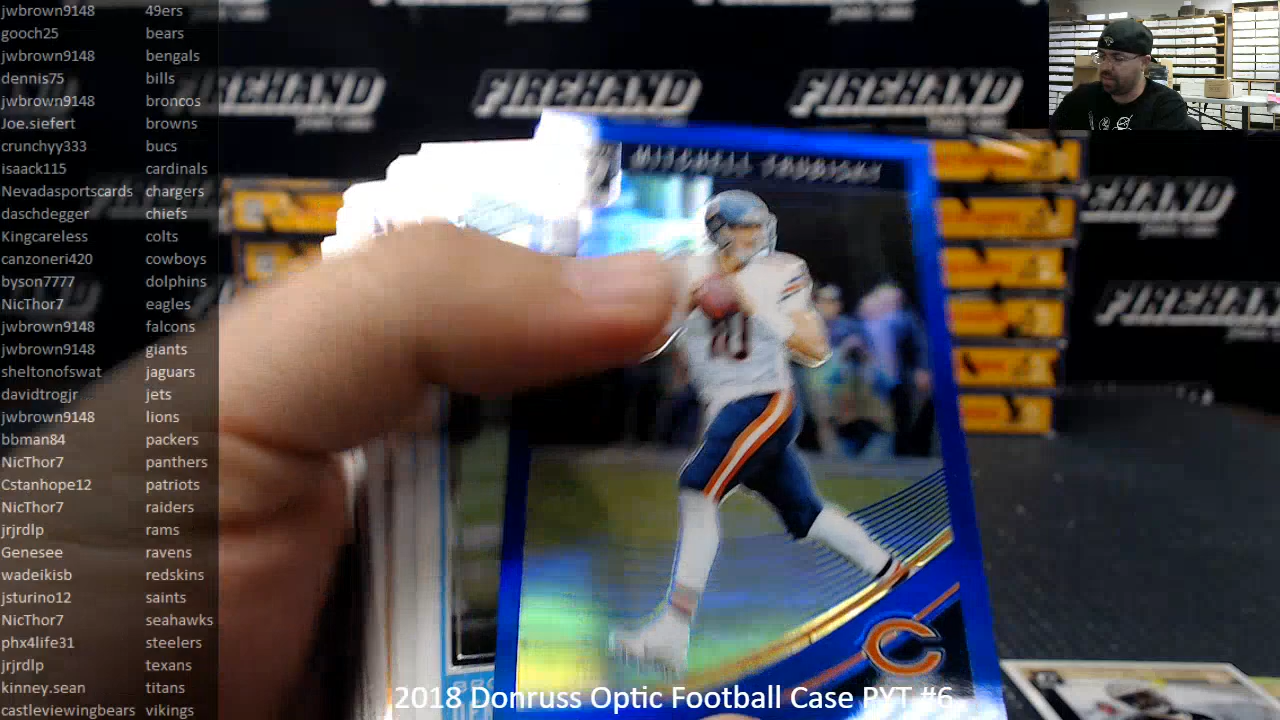 jwbrown9148 49ers
gooch25 bears
jwbrown9148 bengals
dennis75 bills
jwbrown9148 broncos
Joe.siefert browns
crunchyy333 bucs
isaack115 cardinals
Nevadasportscards chargers
daschdegger chiefs
Kingcareless colts
canzoneri420 cowboys
byson7777 dolphins
NicThor7 eagles
jwbrown9148 falcons
jwbrown9148 giants
sheltonofswat jaguars
davidtrogjr jets
jwbrown9148 lions
bbman84 packers
NicThor7 panthers
Cstanhope12 patriots
NicThor7 raiders
jrjrdlp rams
Genesee ravens
wadeikisb redskins
jsturino12 saints
NicThor7 seahawks
phx4life31 steelers
jrjrdlp texans
kinney.sean titans
castleviewingbears vikings
FIREHAND
FIREHAND
FIREHAND
FIREHAND
FIREHAND
MITCHELL TRUBISKY
10
C
2018 Donruss Optic Football Case PYT #6